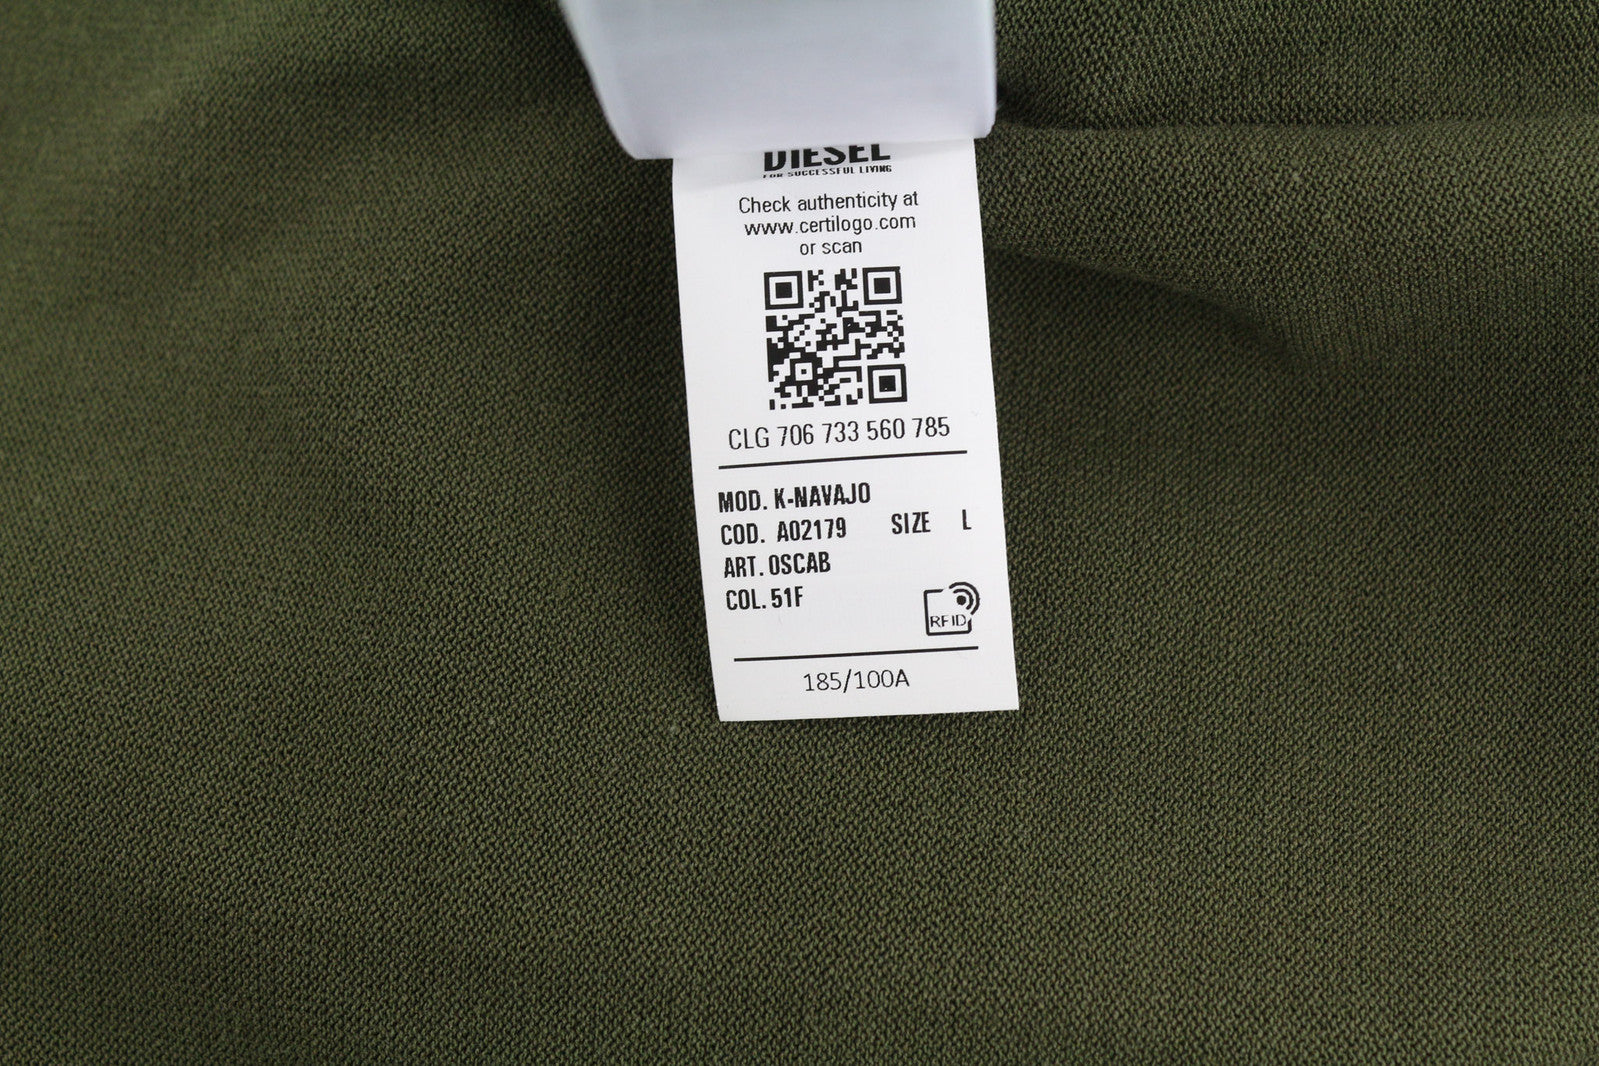 DIESEL
FOR SUCCESSFUL LIVING
Check authenticity at
www.certilogo.com
or scan
CLG 706 733 560 785
MOD. K-NAVAJO
COD. A02179 SIZE L
ART. 0SCAB
COL. 51F
RFID
185/100A